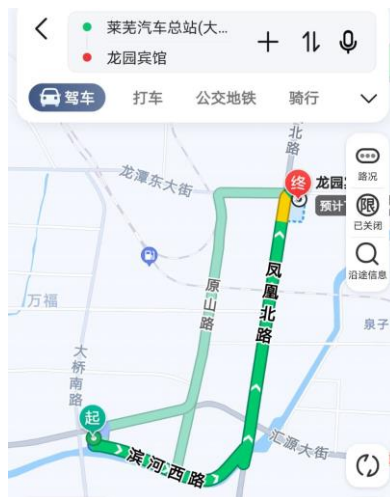 莱芜汽车总站(大...
龙园宾馆
驾车
打车
公交地铁
骑行
北路
路况
龙潭东大街
终
龙园宾
预计
限
已关闭
沿途信息
凤凰北路
原山路
万福
泉子
大桥南路
起
滨河西路
汇源大街